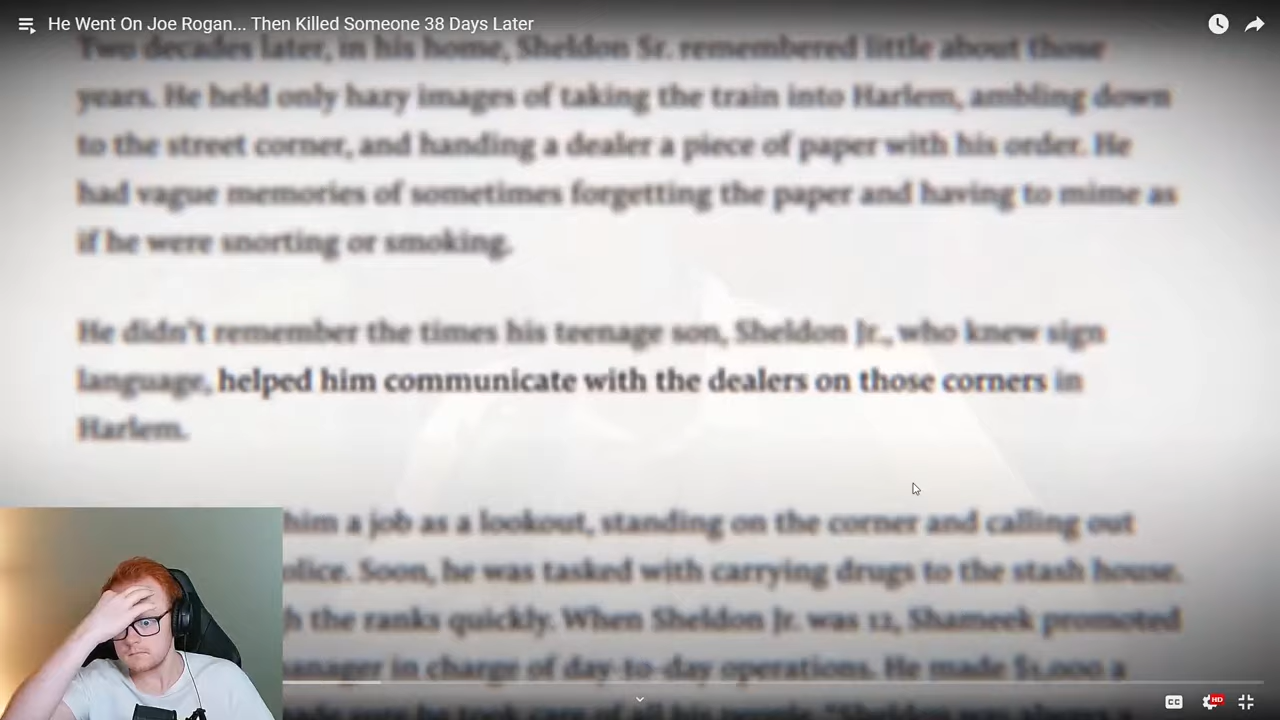 He Went On Joe Rogan... Then Killed Someone 38 Days Later
Two decades later, in his home, Sheldon Sr. remembered little about those
years. He held only hazy images of taking the train into Harlem, ambling down
to the street corner, and handing a dealer a piece of paper with his order. He
had vague memories of sometimes forgetting the paper and having to mime as
if he were snorting or smoking.
He didn't remember the times his teenage son, Sheldon Jr., who knew sign
language, helped him communicate with the dealers on those corners in
Harlem.
him a job as a lookout, standing on the corner and calling out
olice. Soon, he was tasked with carrying drugs to the stash house.
h the ranks quickly. When Sheldon Jr. was 12, Shameek promoted
anager in charge of day-to-day operations. He made $1,000 a
CC
HD